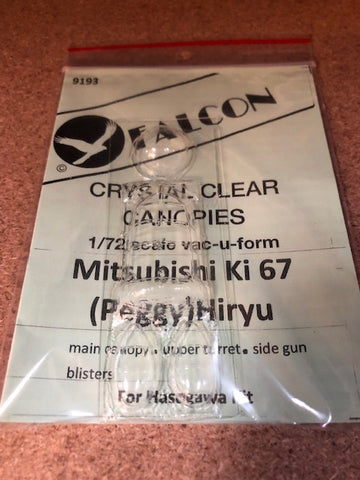 9193
FALCON
©
CRYSTAL CLEAR
CANOPIES
1/72 scale vac-u-form
Mitsubishi Ki 67
(Peggy)Hiryu
main canopy. upper turret. side gun
blisters
For Hasegawa Kit